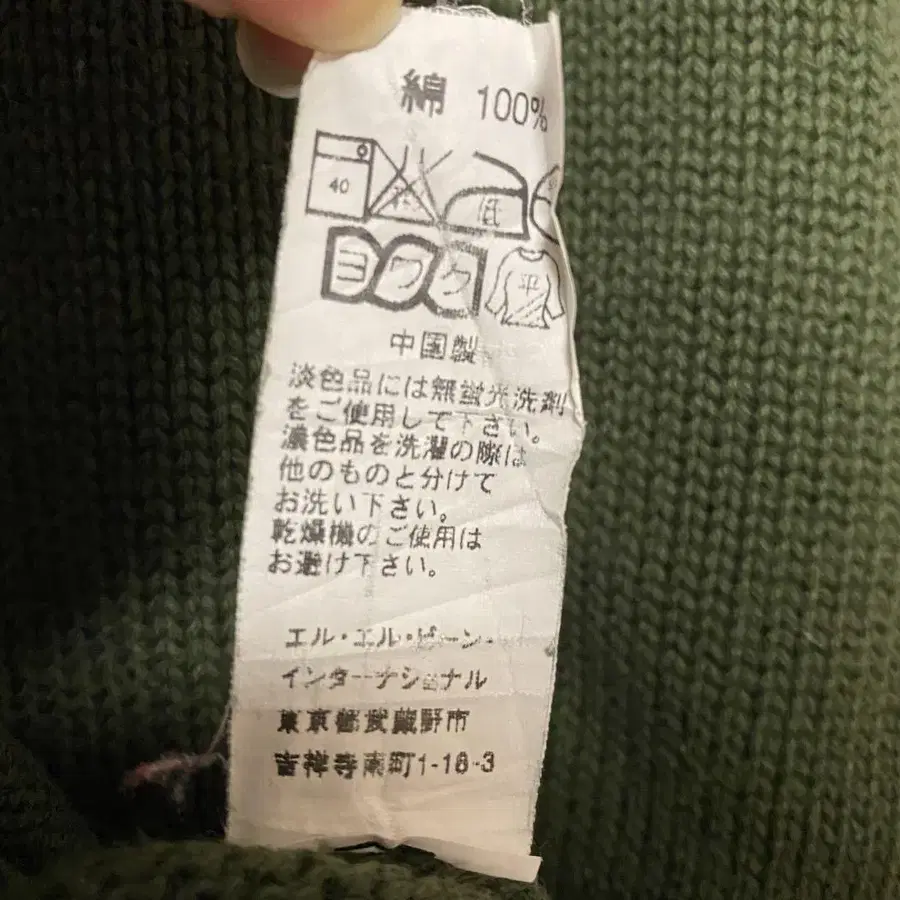 綿 100%
40
低
ヨワク
平
中国製
淡色品には無蛍光洗剤
をご使用して下さい。
濃色品を洗濯の際は
他のものと分けて
お洗い下さい。
乾燥機のご使用は
お避け下さい。
エル・エル・ビーン・
インターナショナル
東京都武蔵野市
吉祥寺南町1-18-3